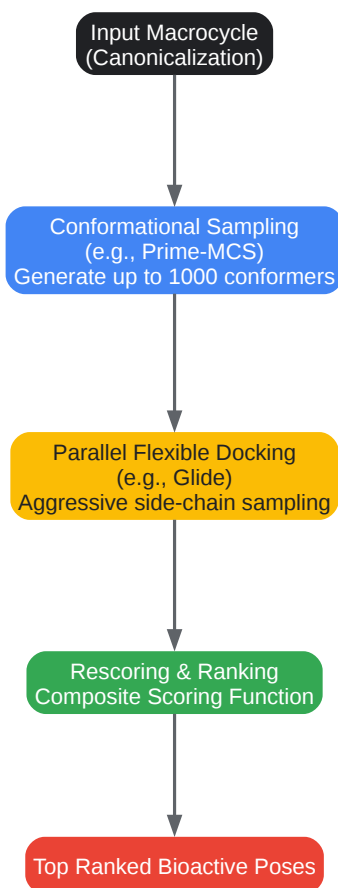 Input Macrocycle
(Canonicalization)
Conformational Sampling
(e.g., Prime-MCS)
Generate up to 1000 conformers
Parallel Flexible Docking
(e.g., Glide)
Aggressive side-chain sampling
Rescoring & Ranking
Composite Scoring Function
Top Ranked Bioactive Poses